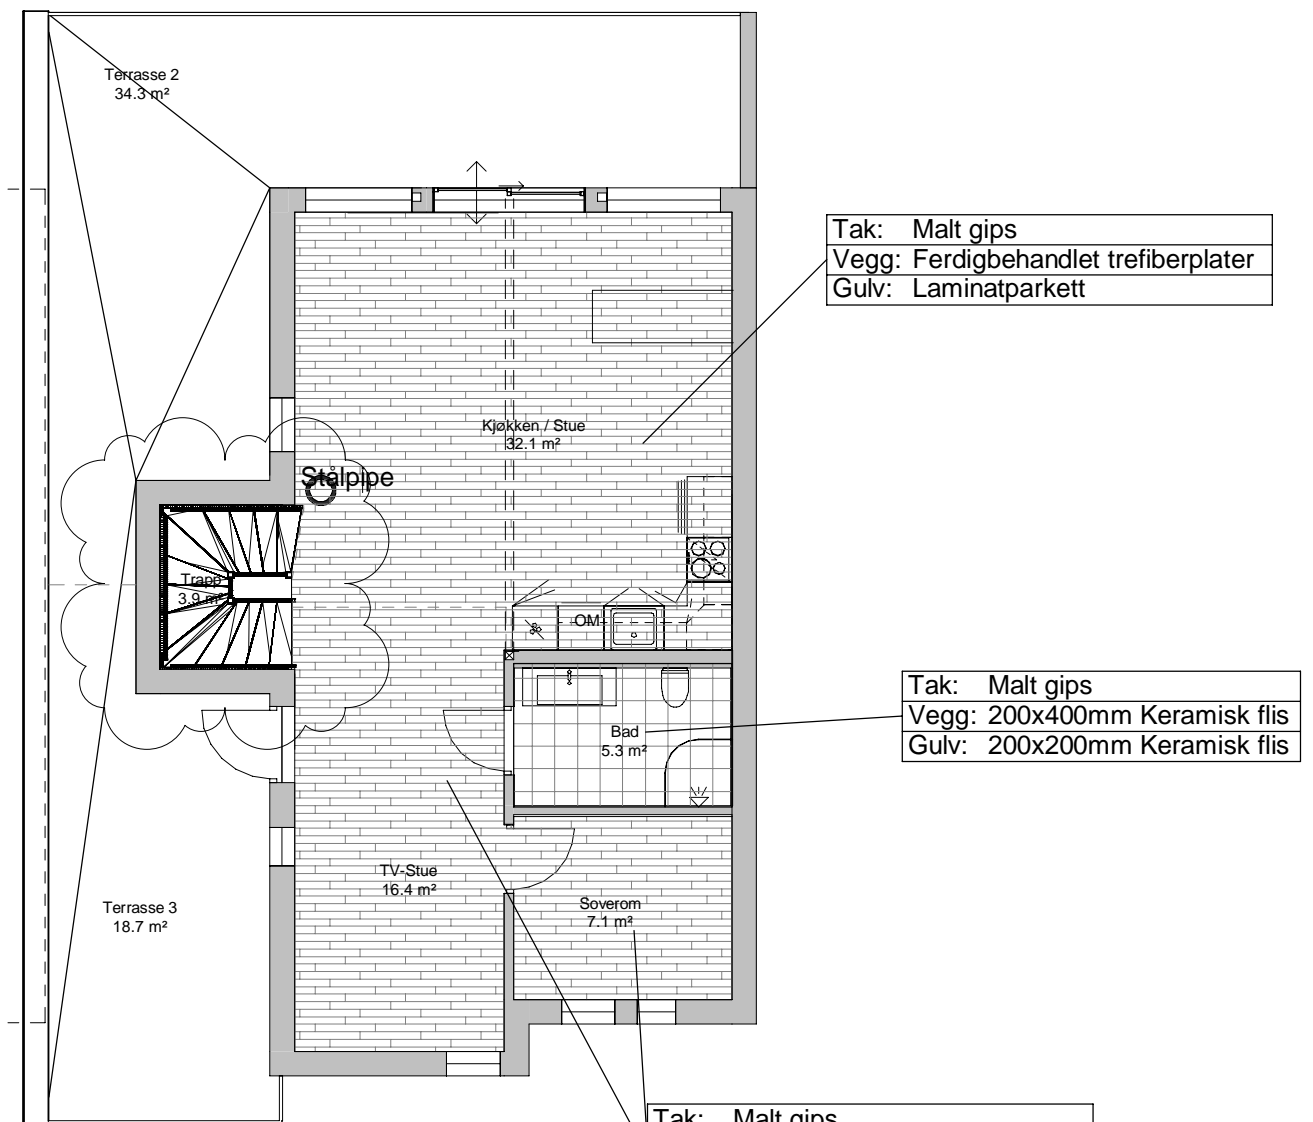 Terrasse 2
34.3 m²
Tak: Malt gips
Vegg: Ferdigbehandlet trefiberplater
Gulv: Laminatparkett
Kjøkken / Stue
32.1 m²
Stålpipe
Trapp
3.9 m²
OM
Tak: Malt gips
Vegg: 200x400mm Keramisk flis
Gulv: 200x200mm Keramisk flis
Bad
5.3 m²
TV-Stue
16.4 m²
Soverom
7.1 m²
Terrasse 3
18.7 m²
Tak: Malt gips